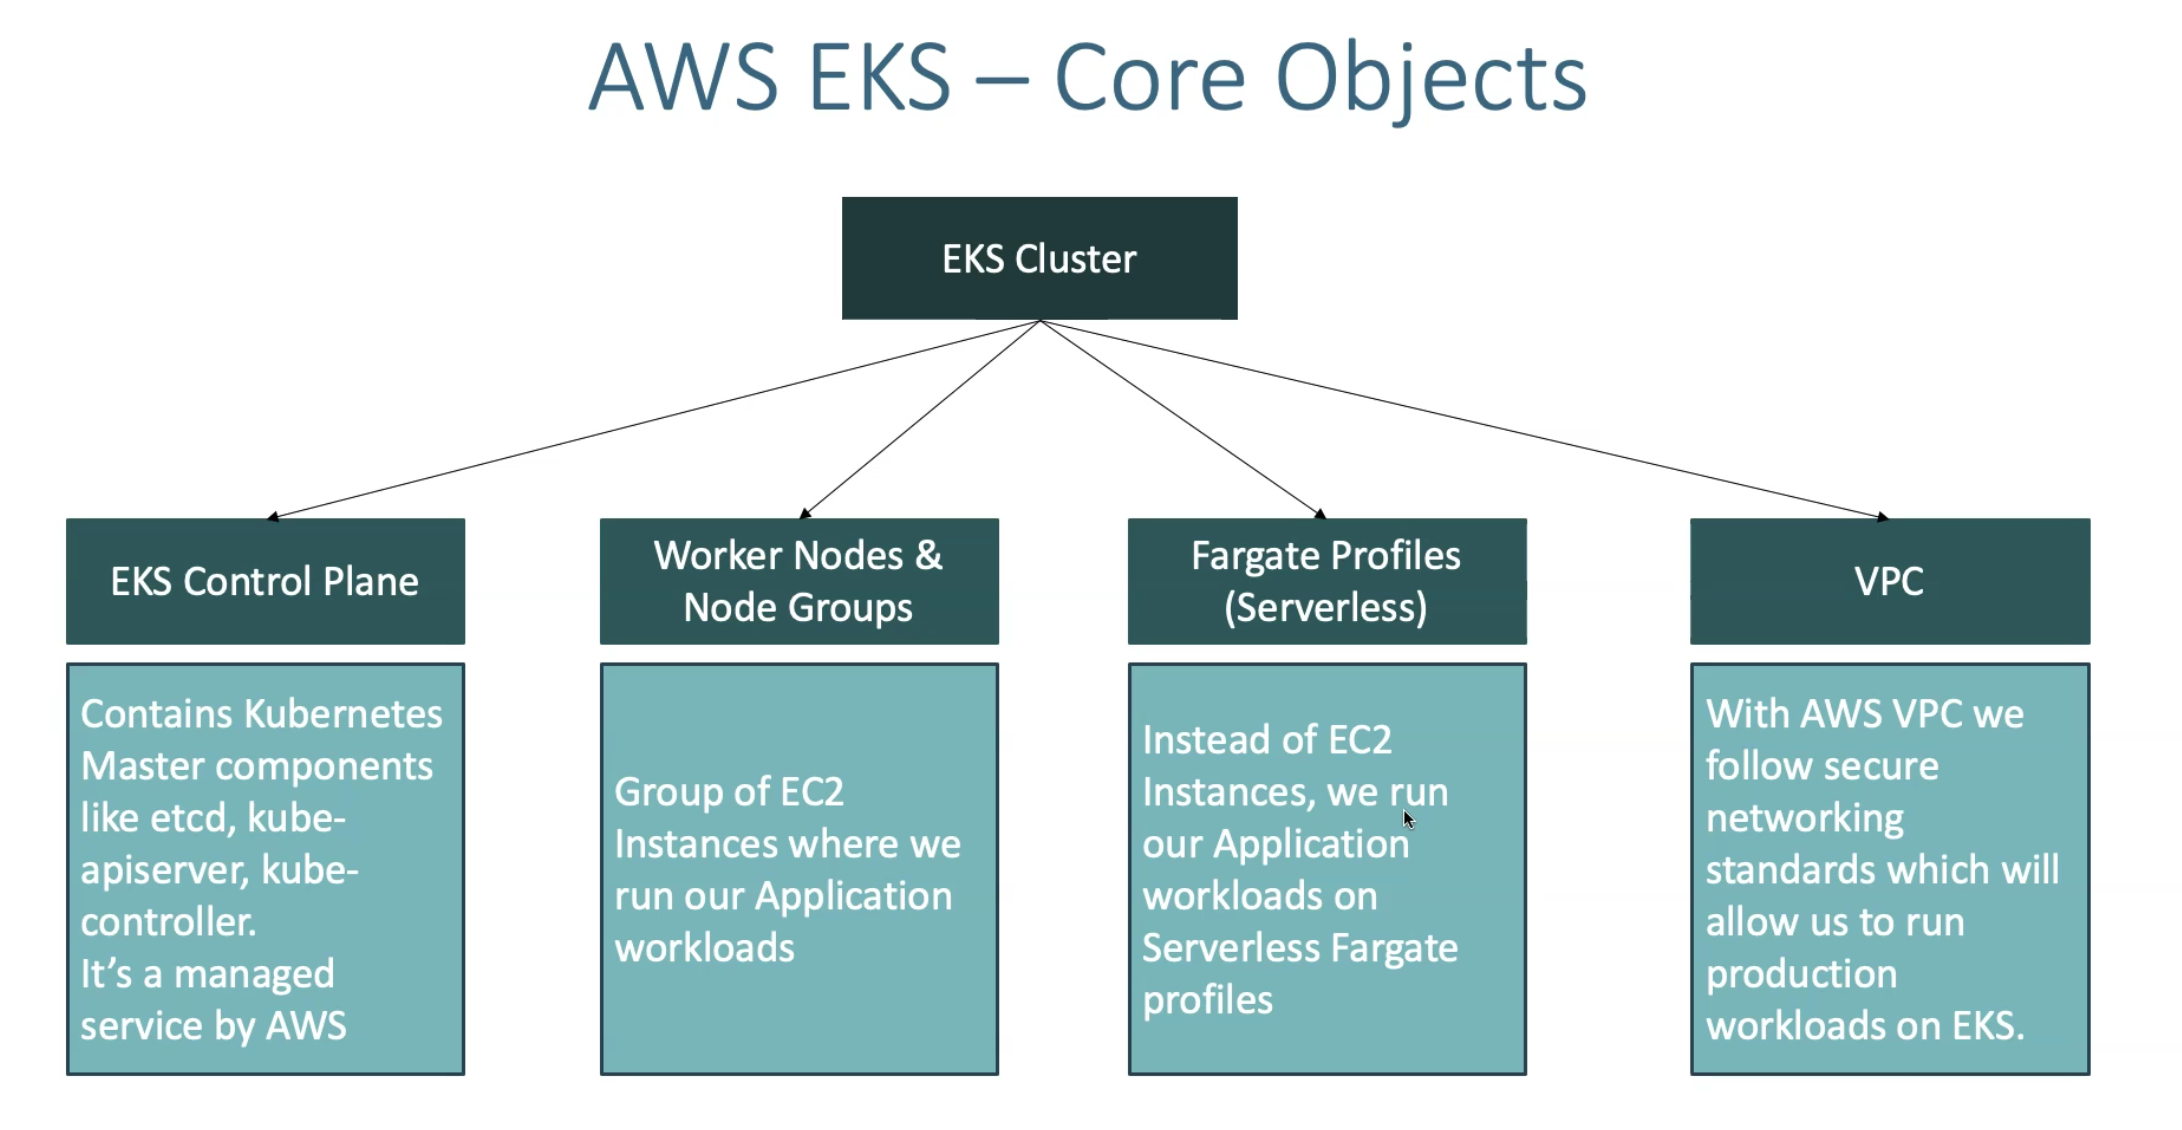 AWS EKS – Core Objects
EKS Cluster
EKS Control Plane
Worker Nodes &
Node Groups
Fargate Profiles
(Serverless)
VPC
Contains Kubernetes
Master components
like etcd, kube-
apiserver, kube-
controller.
It’s a managed
service by AWS
Group of EC2
Instances where we
run our Application
workloads
Instead of EC2
Instances, we run
our Application
workloads on
Serverless Fargate
profiles
With AWS VPC we
follow secure
networking
standards which will
allow us to run
production
workloads on EKS.